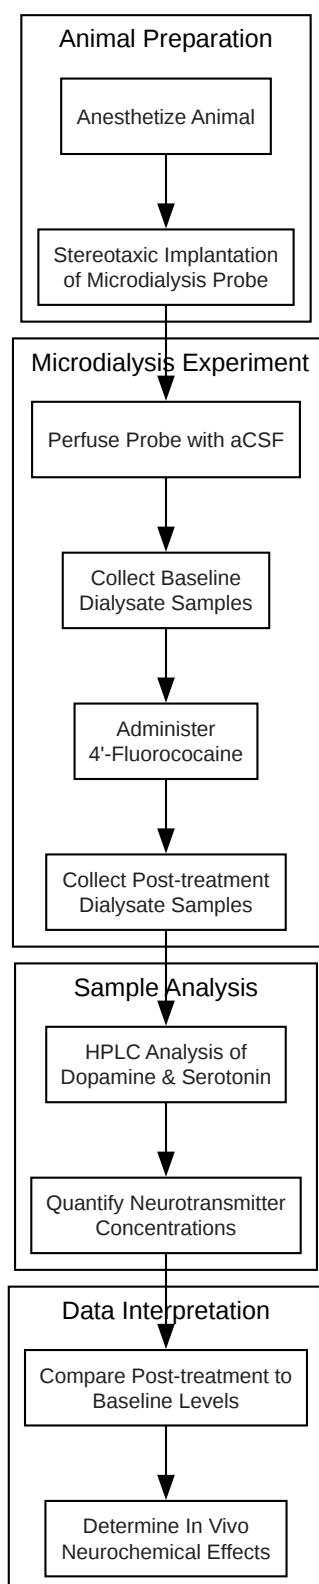 Animal Preparation
Anesthetize Animal
Stereotaxic Implantation
of Microdialysis Probe
Microdialysis Experiment
Perfuse Probe with aCSF
Collect Baseline
Dialysate Samples
Administer
4'-Fluorococaine
Collect Post-treatment
Dialysate Samples
Sample Analysis
HPLC Analysis of
Dopamine & Serotonin
Quantify Neurotransmitter
Concentrations
Data Interpretation
Compare Post-treatment to
Baseline Levels
Determine In Vivo
Neurochemical Effects